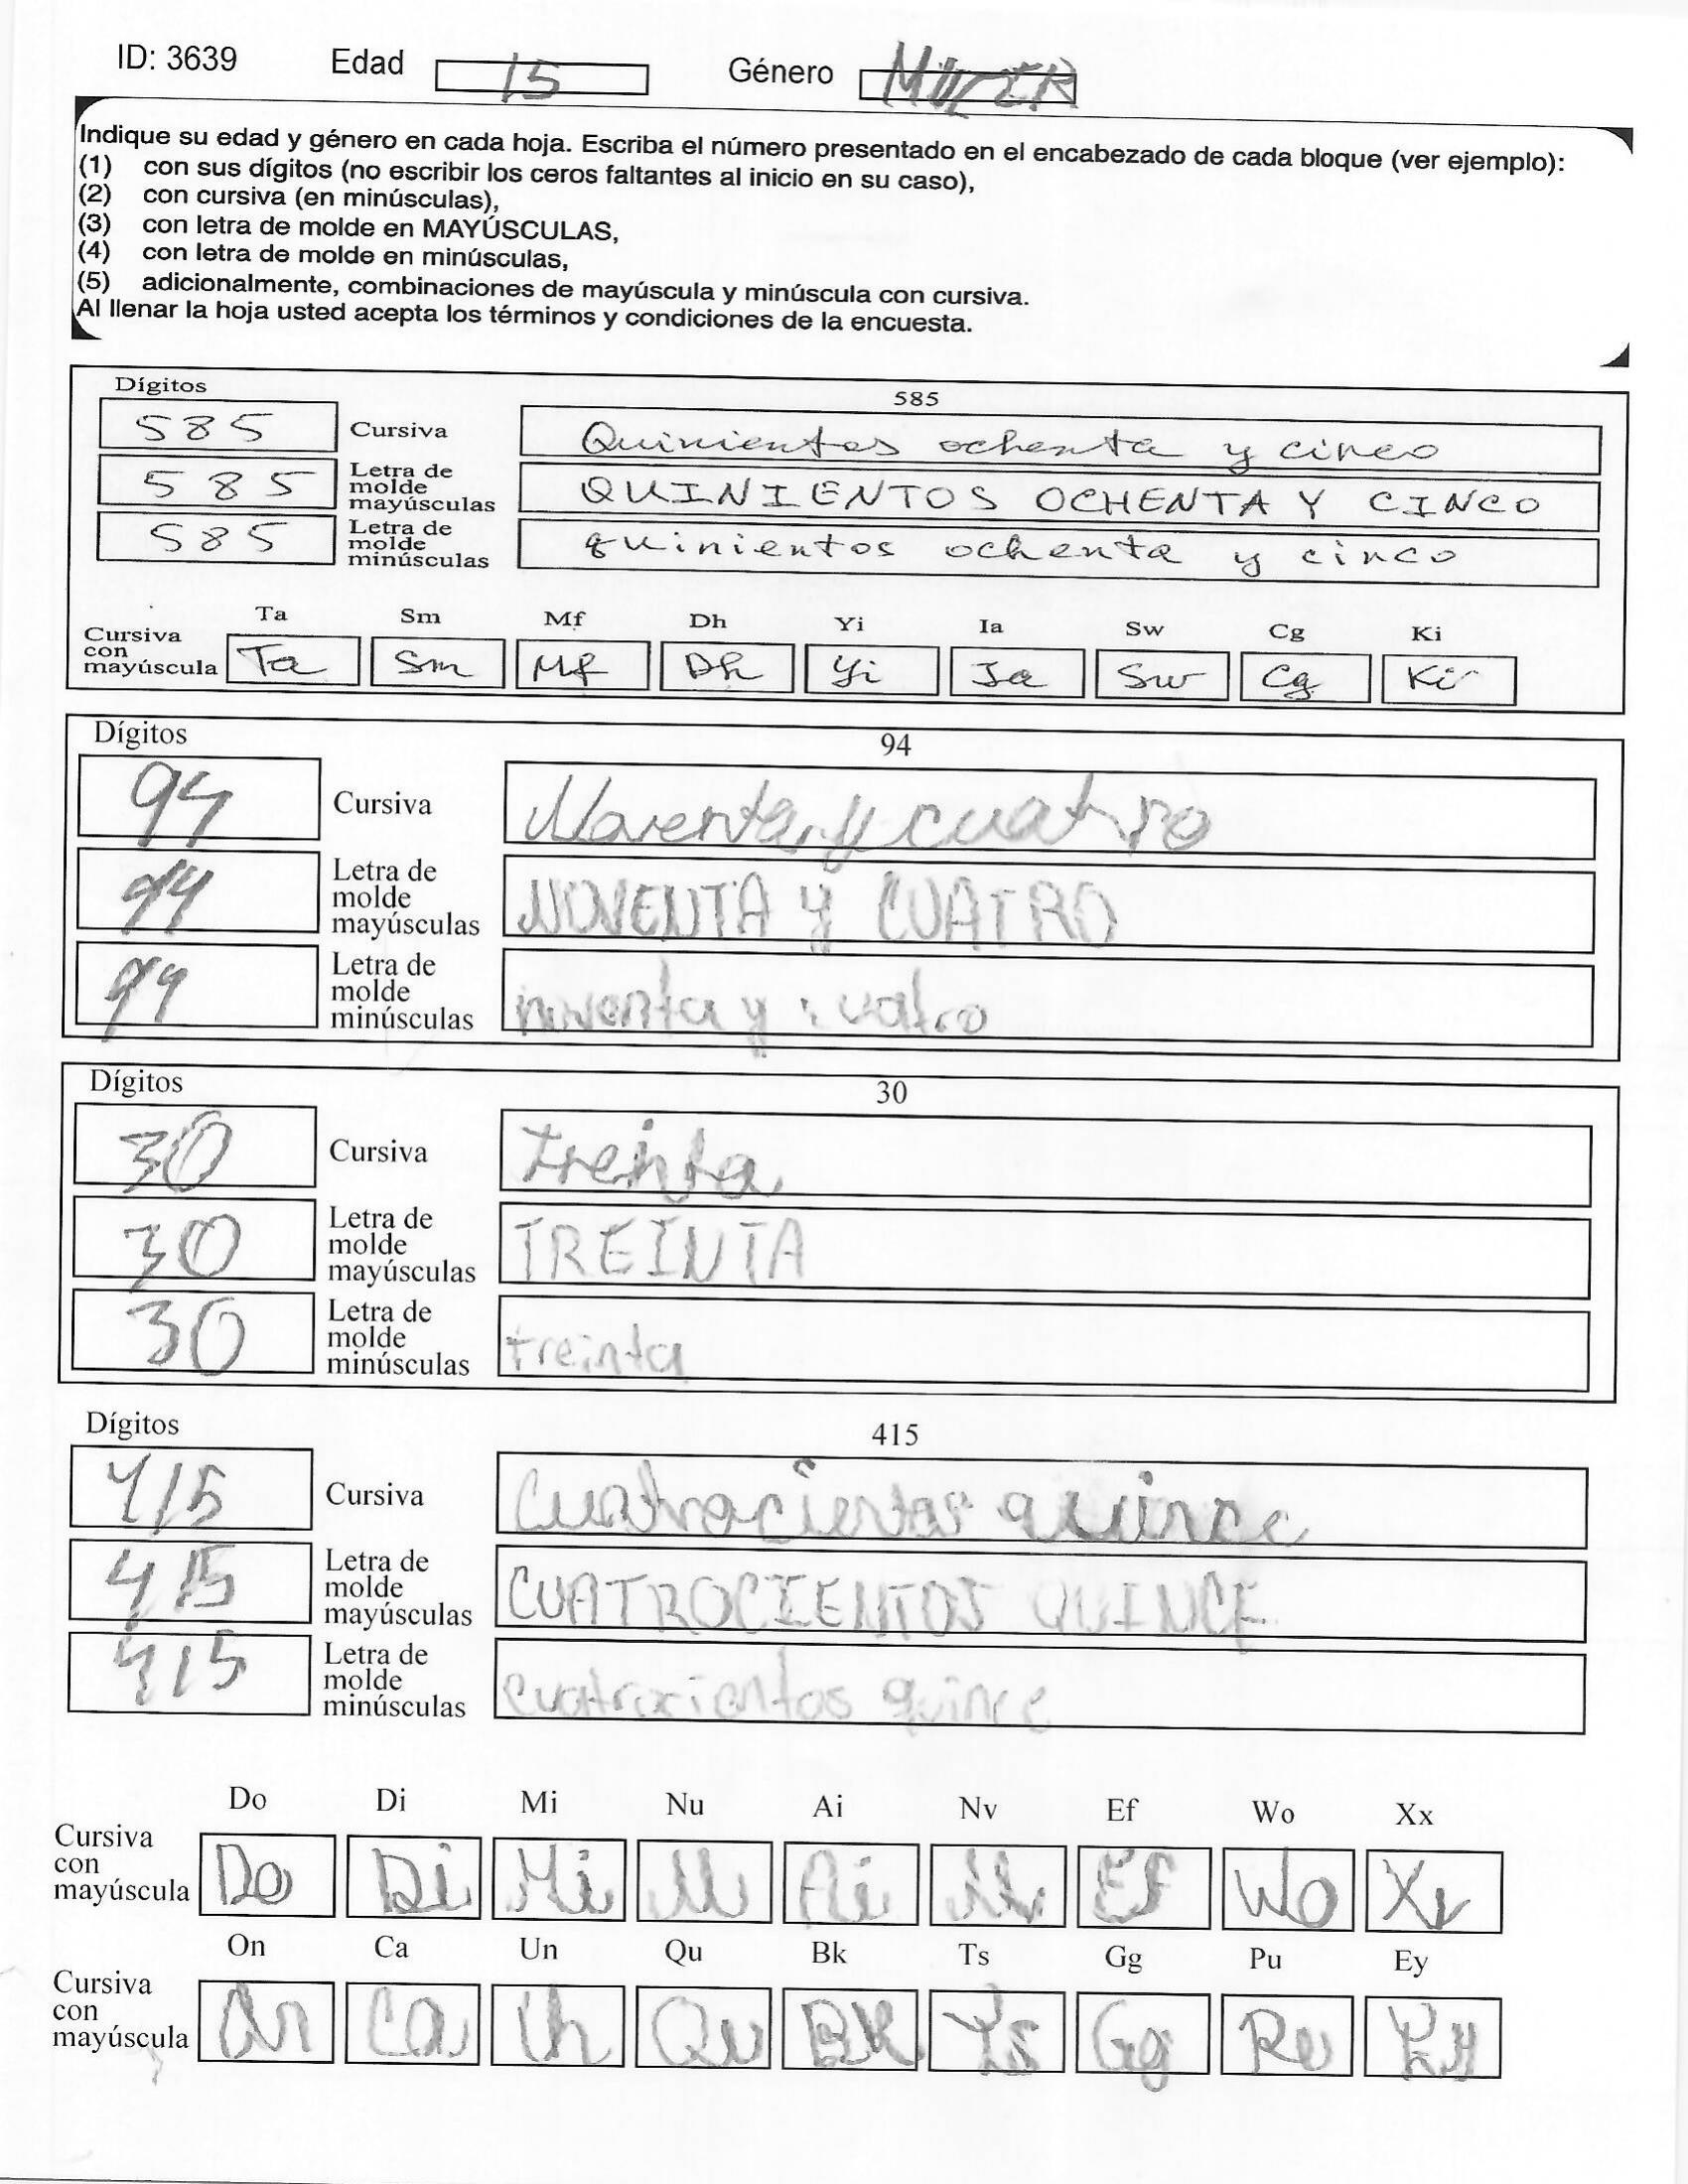 ID: 3639 Edad 15 Género MUJER
Indique su edad y género en cada hoja. Escriba el número presentado en el encabezado de cada bloque (ver ejemplo):
(1) con sus dígitos (no escribir los ceros faltantes al inicio en su caso),
(2) con cursiva (en minúsculas),
(3) con letra de molde en MAYÚSCULAS,
(4) con letra de molde en minúsculas,
(5) adicionalmente, combinaciones de mayúscula y minúscula con cursiva.
Al llenar la hoja usted acepta los términos y condiciones de la encuesta.
Dígitos 585
585 Cursiva Quinientos ochenta y cinco
585 Letra de molde mayúsculas QUINIENTOS OCHENTA Y CINCO
585 Letra de molde minúsculas quinientos ochenta y cinco
Ta Sm Mf Dh Yi Ia Sw Cg Ki
Cursiva con mayúscula Ta Sm Mf Dh Yi Ia Sw Cg Ki
Dígitos 94
94 Cursiva Noventa y cuatro
94 Letra de molde mayúsculas NOVENTA Y CUATRO
94 Letra de molde minúsculas noventa y cuatro
Dígitos 30
30 Cursiva treinta
30 Letra de molde mayúsculas TREINTA
30 Letra de molde minúsculas treinta
Dígitos 415
415 Cursiva Cuatrocientos quince
415 Letra de molde mayúsculas CUATROCIENTOS QUINCE
415 Letra de molde minúsculas cuatrocientos quince
Do Di Mi Nu Ai Nv Ef Wo Xx
Cursiva con mayúscula Do Di Mi Nu Ai Nv Ef Wo Xx
On Ca Un Qu Bk Ts Gg Pu Ey
Cursiva con mayúscula On Ca Un Qu Bk Ts Gg Pu Ey